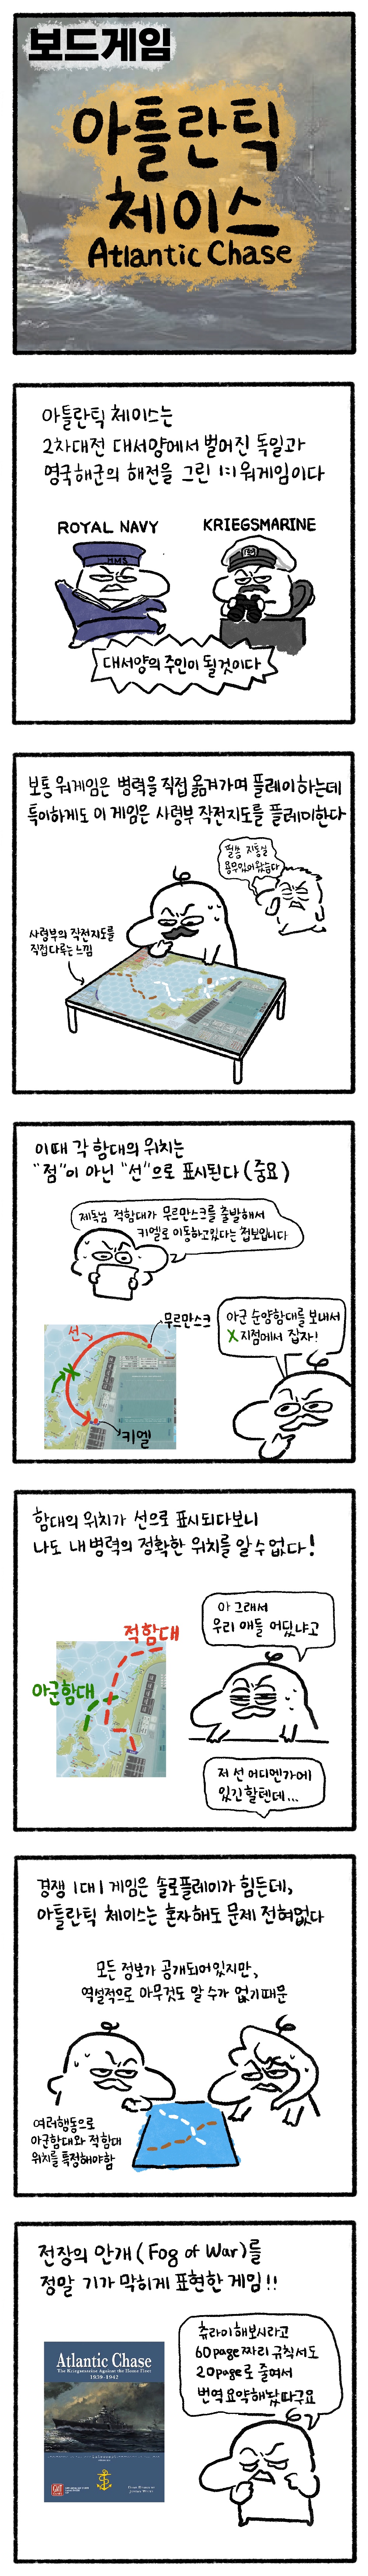 보드게임
아틀란틱
체이스
Atlantic Chase
아틀란틱 체이스는
2차대전 대서양에서 벌어진 독일과
영국해군의 해전을 그린 1:1 워게임이다
ROYAL NAVY
KRIEGSMARINE
HMS
대서양의 주인이 될것이다
보통 워게임은 병력을 직접 옮겨가며 플레이하는데
특이하게도 이 게임은 사령부 작전지도를 플레이한다
사령부의 작전지도를
직접다루는 느낌
이때 각 함대의 위치는
"점"이 아닌 "선"으로 표시된다 (중요)
제독님 적함대가 무르만스크를 출발해서
키엘로 이동하고있다는 첩보입니다
선
무르만스크
키엘
아군 순양함대를 보내서
X 지점에서 잡자!
함대의 위치가 선으로 표시되다보니
나도 내 병력의 정확한 위치를 알 수 없다!
적함대
아군함대
아 그래서
우리 애들 어딨냐고
저 선 어디엔가에
있긴할텐데...
경쟁 1대1 게임은 솔로플레이가 힘든데,
아틀란틱 체이스는 혼자해도 문제 전혀없다
모든 정보가 공개되어있지만,
역설적으로 아무것도 알 수가 없기때문
여러행동으로
아군함대와 적함대
위치를 특정해야함
전장의 안개 (Fog of War)를
정말 기가 막히게 표현한 게임!!
츄라이해보시라고
60page짜리 규칙서도
20page로 줄여서
번역요약해놨다구요
Atlantic Chase
The Kriegsmarine Against the Home Fleet
1939-1942
GMT